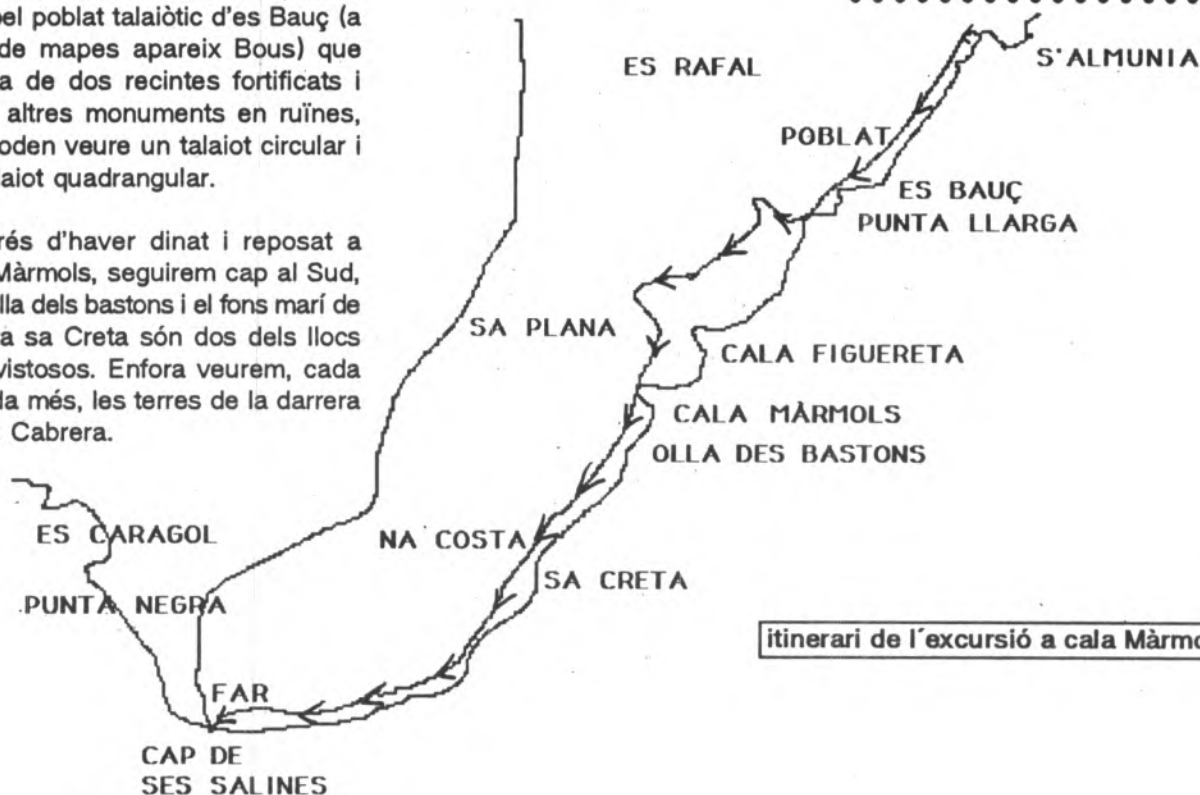 pel poblat talaiòtic d'es Bauç (a
de mapes apareix Bous) que
a de dos recintes fortificats i
altres monuments en ruïnes,
oden veure un talaiot circular i
aiot quadrangular.
rés d'haver dinat i reposat a
Màrmols, seguirem cap al Sud,
lla dels bastons i el fons marí de
a sa Creta són dos dels llocs
vistosos. Enfora veurem, cada
da més, les terres de la darrera
Cabrera.
S'ALMUNIA
ES RAFAL
POBLAT
ES BAUÇ
PUNTA LLARGA
SA PLANA
CALA FIGUERETA
CALA MÀRMOLS
OLLA DES BASTONS
ES CARAGOL
NA COSTA
SA CRETA
PUNTA NEGRA
itinerari de l´excursió a cala Màrmo
FAR
CAP DE
SES SALINES